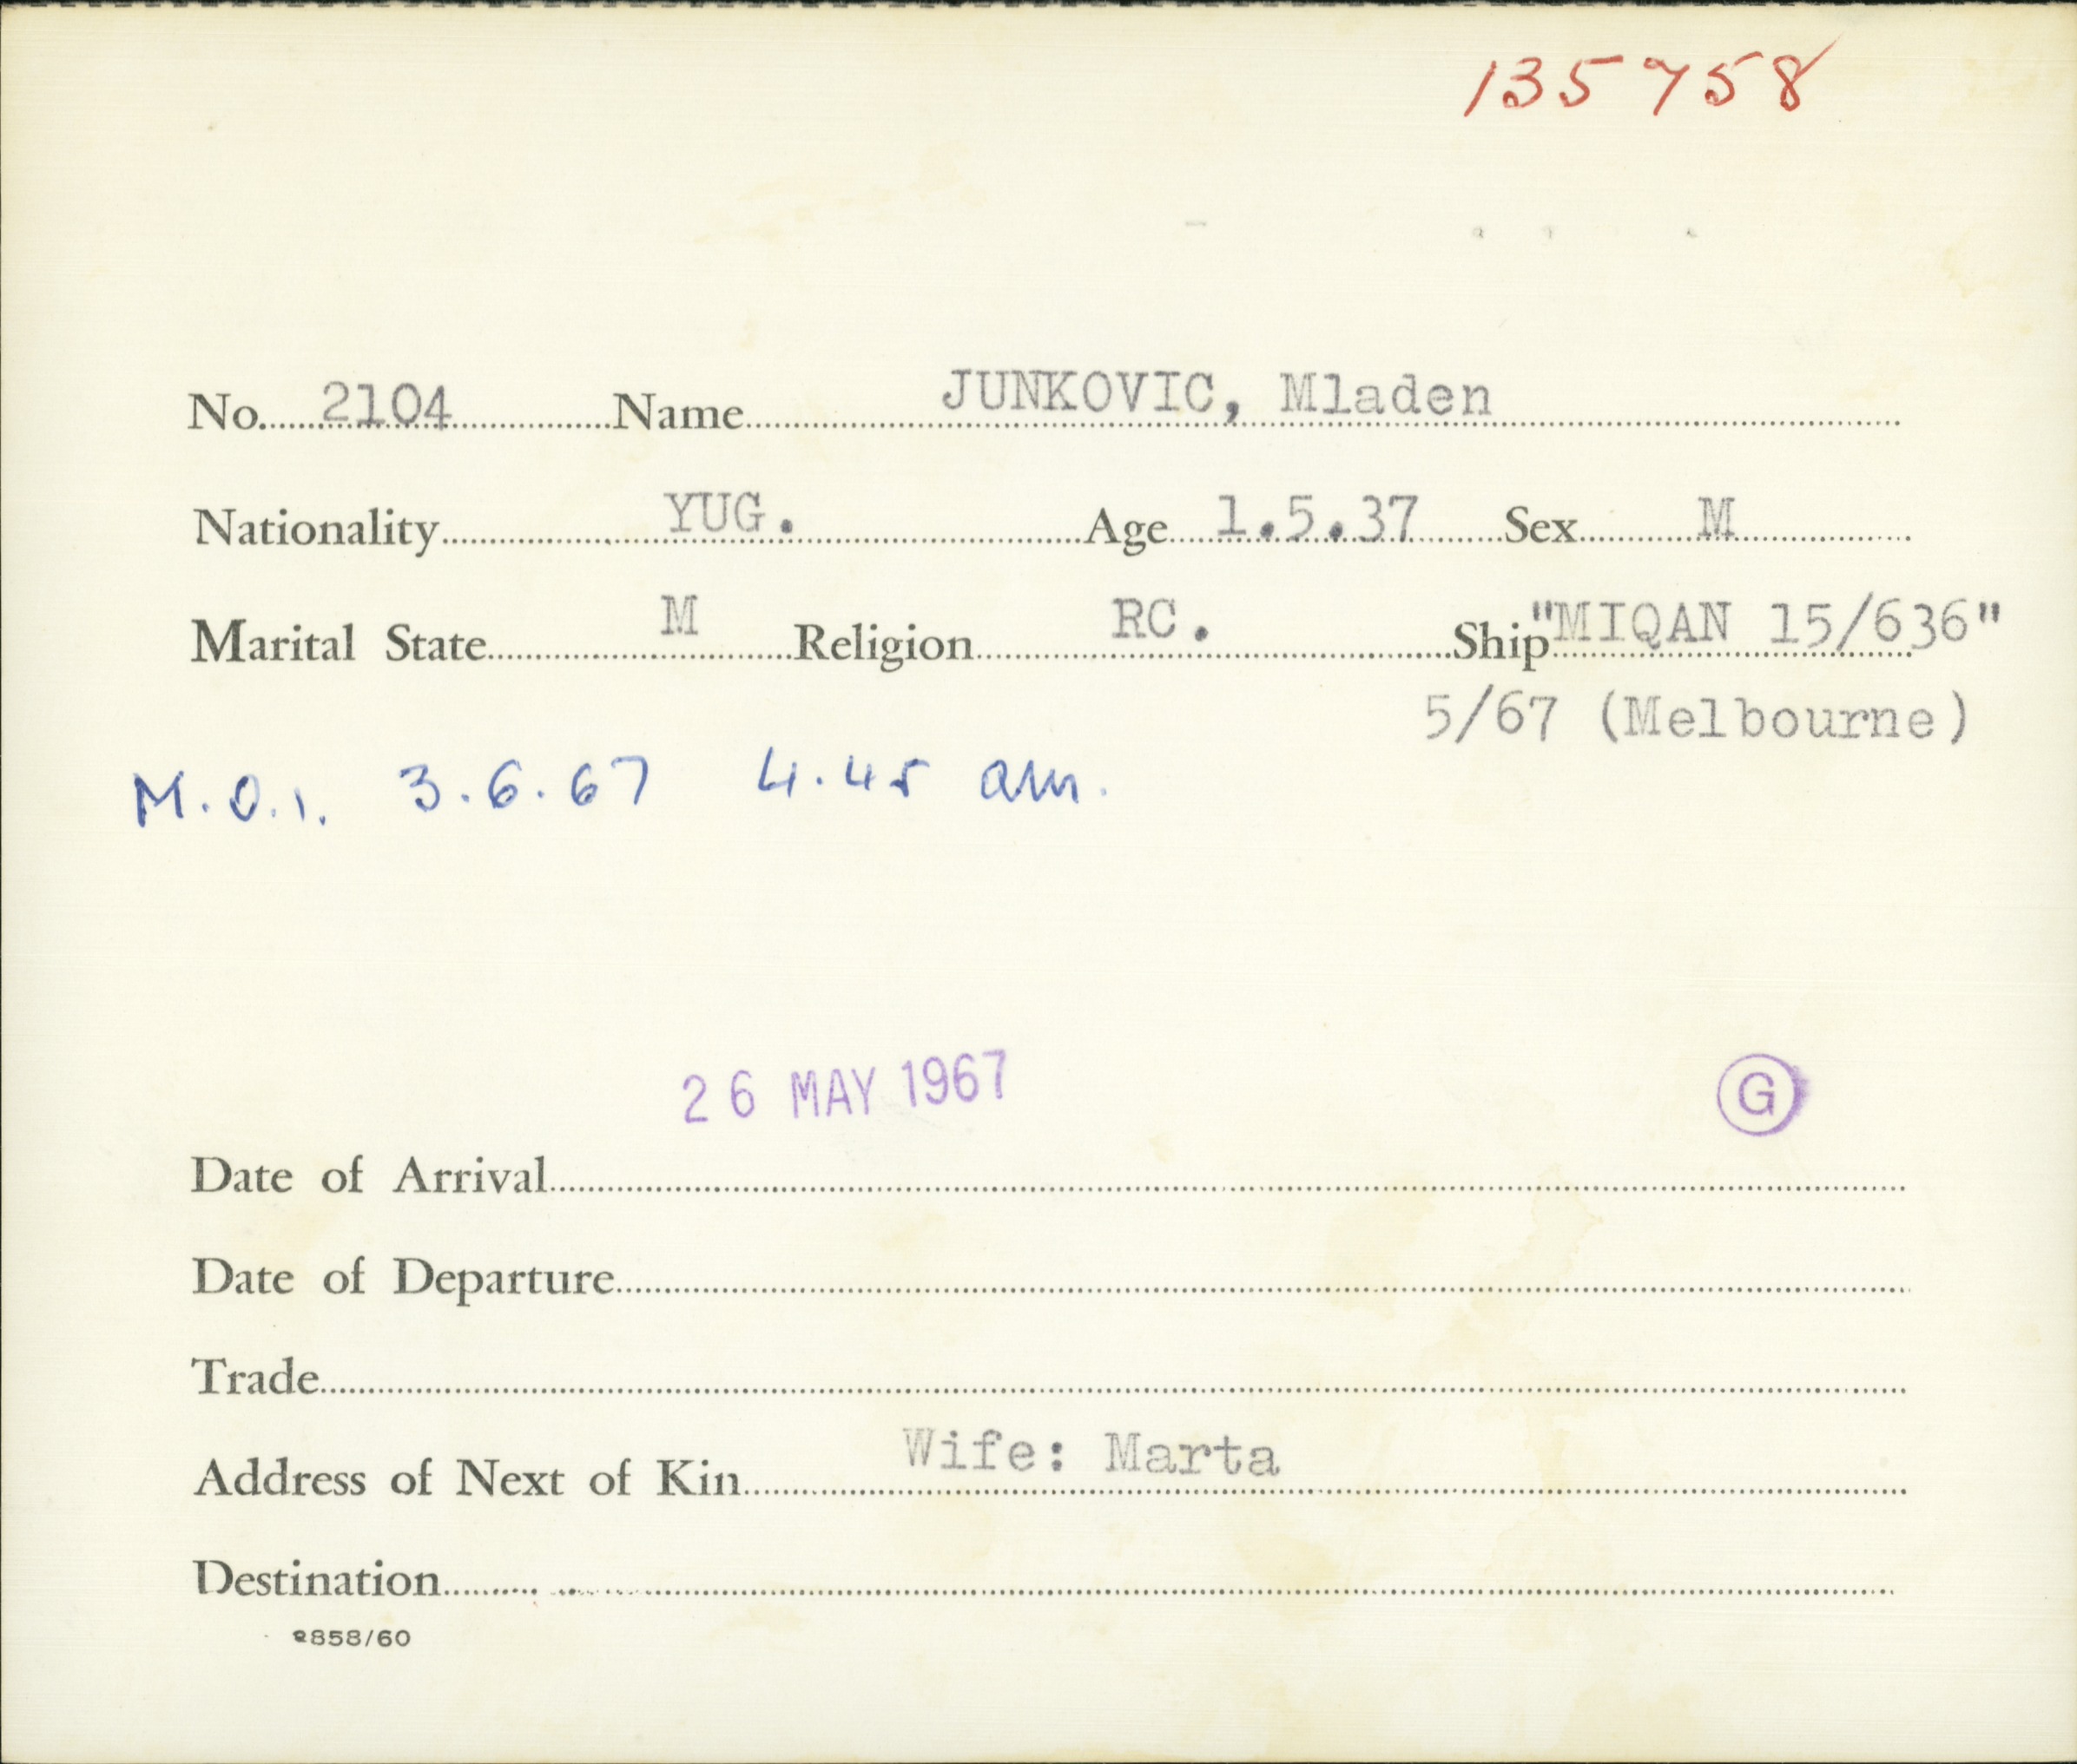 135758
No. 2104 Name JUNKOVIC, Mladen
Nationality YUG. Age 1.5.37 Sex M
Marital State M Religion RC. Ship "MIQAN 15/636"
5/67 (Melbourne)
M.O.I. 3.6.67 4.45 am.
26 MAY 1967 G
Date of Arrival
Date of Departure
Trade
Address of Next of Kin Wife: Marta
Destination
2858/60